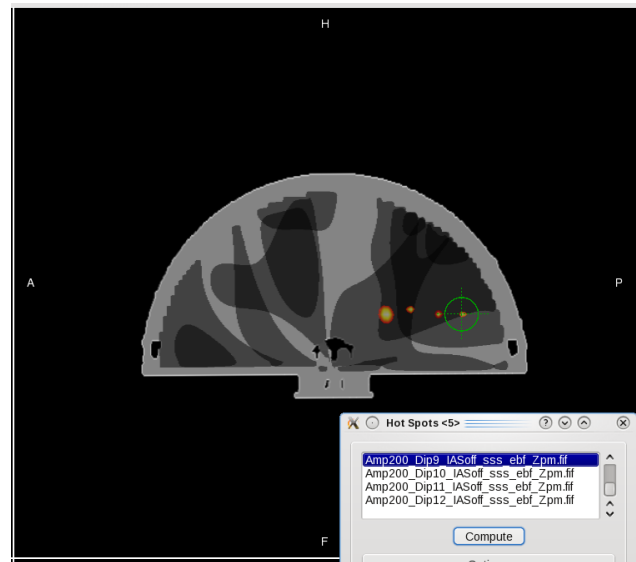 H
A
P
F
Hot Spots <5>
Amp200_Dip9_IASoff_sss_ebf_Zpm.fif
Amp200_Dip10_IASoff_sss_ebf_Zpm.fif
Amp200_Dip11_IASoff_sss_ebf_Zpm.fif
Amp200_Dip12_IASoff_sss_ebf_Zpm.fif
Compute